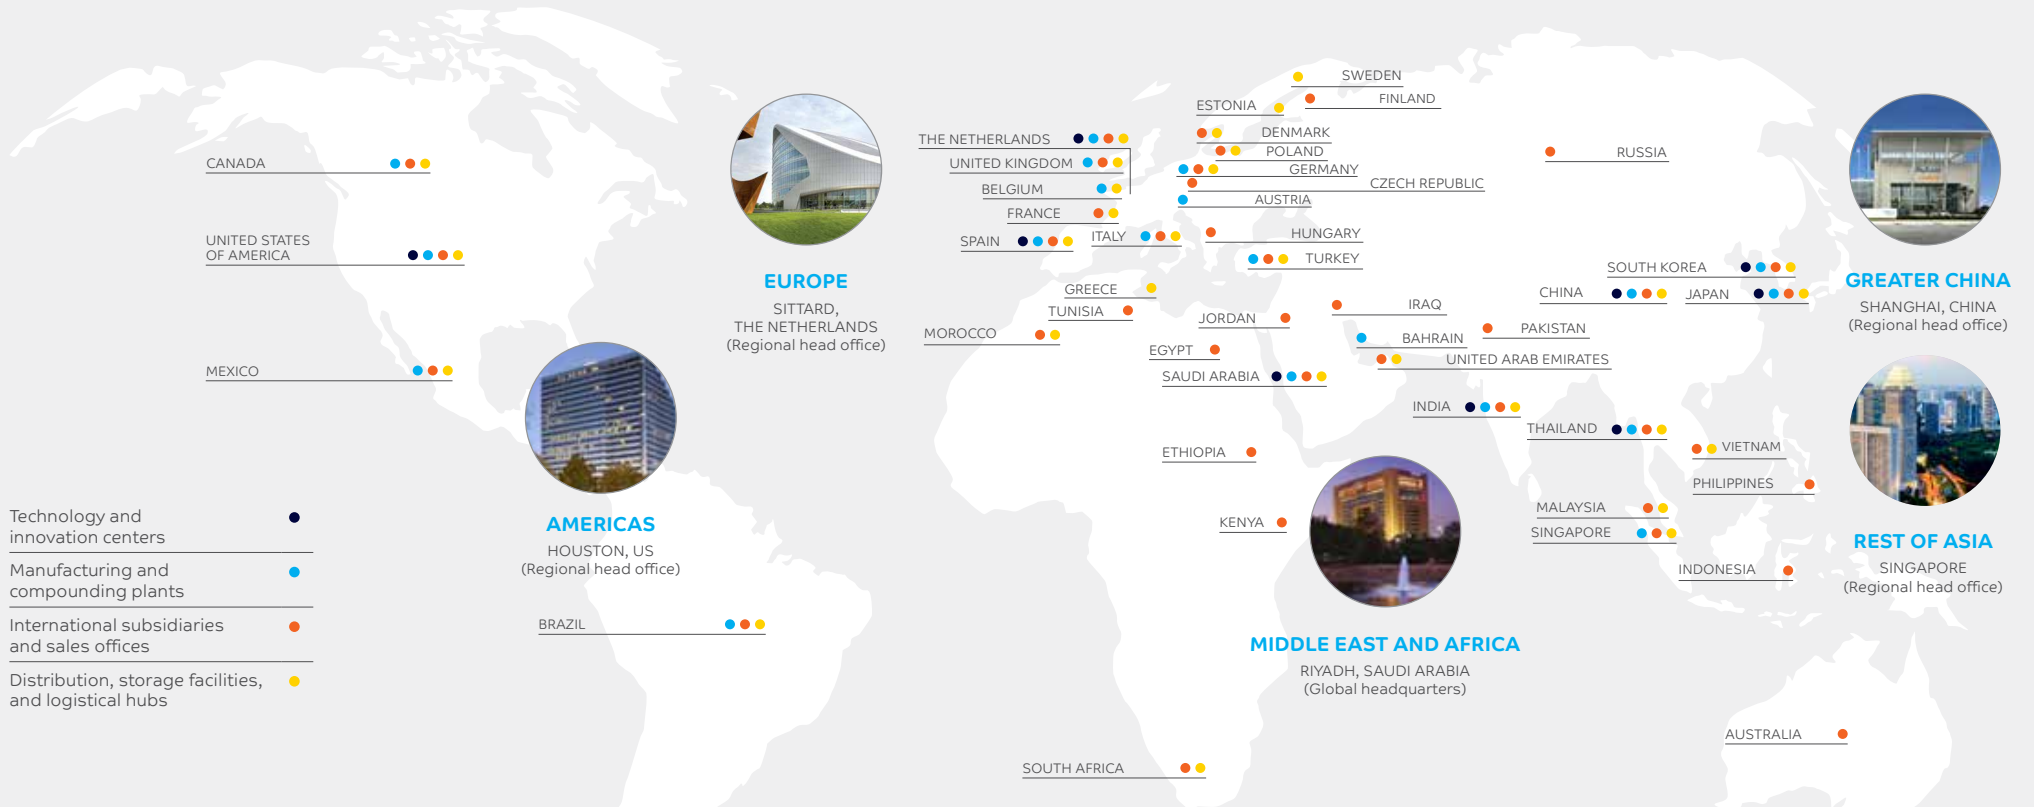 CANADA
UNITED STATES
OF AMERICA
MEXICO
Technology and
innovation centers
Manufacturing and
compounding plants
International subsidiaries
and sales offices
Distribution, storage facilities,
and logistical hubs
AMERICAS
HOUSTON, US
(Regional head office)
BRAZIL
EUROPE
SITTARD,
THE NETHERLANDS
(Regional head office)
THE NETHERLANDS
UNITED KINGDOM
BELGIUM
FRANCE
SPAIN
ITALY
GREECE
TUNISIA
MOROCCO
SWEDEN
FINLAND
ESTONIA
DENMARK
POLAND
GERMANY
CZECH REPUBLIC
AUSTRIA
HUNGARY
TURKEY
RUSSIA
IRAQ
JORDAN
BAHRAIN
PAKISTAN
EGYPT
UNITED ARAB EMIRATES
SAUDI ARABIA
INDIA
ETHIOPIA
KENYA
MIDDLE EAST AND AFRICA
RIYADH, SAUDI ARABIA
(Global headquarters)
SOUTH AFRICA
SOUTH KOREA
CHINA
JAPAN
THAILAND
VIETNAM
PHILIPPINES
MALAYSIA
SINGAPORE
INDONESIA
AUSTRALIA
GREATER CHINA
SHANGHAI, CHINA
(Regional head office)
REST OF ASIA
SINGAPORE
(Regional head office)